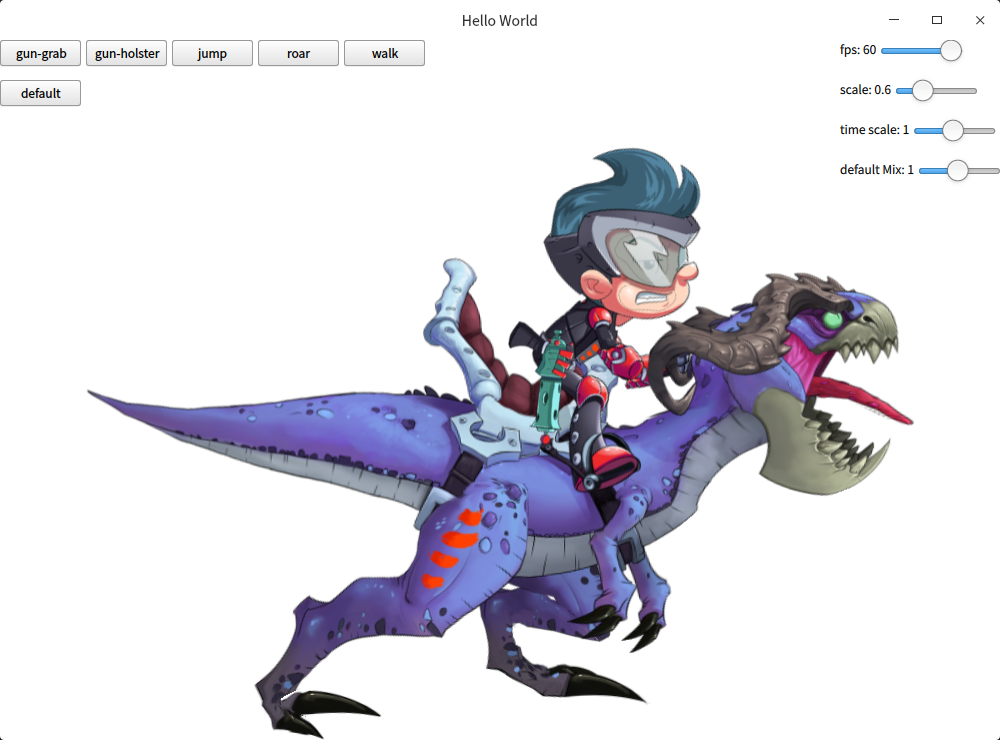 Hello World
gun-grab gun-holster jump roar walk
default
fps: 60
scale: 0.6
time scale: 1
default Mix: 1